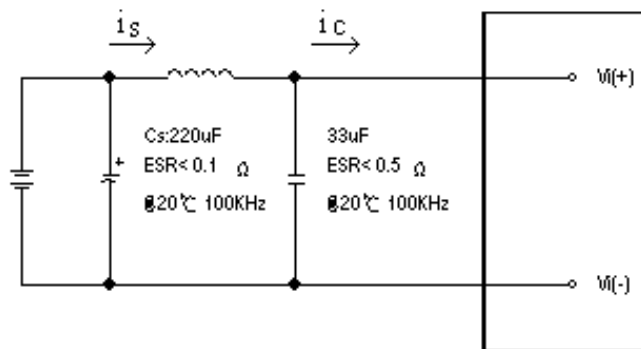 iS
iC
Vi(+)
+
Cs:220uF
ESR< 0.1 Ω
@20℃ 100KHz
33uF
ESR< 0.5 Ω
@20℃ 100KHz
Vi(-)